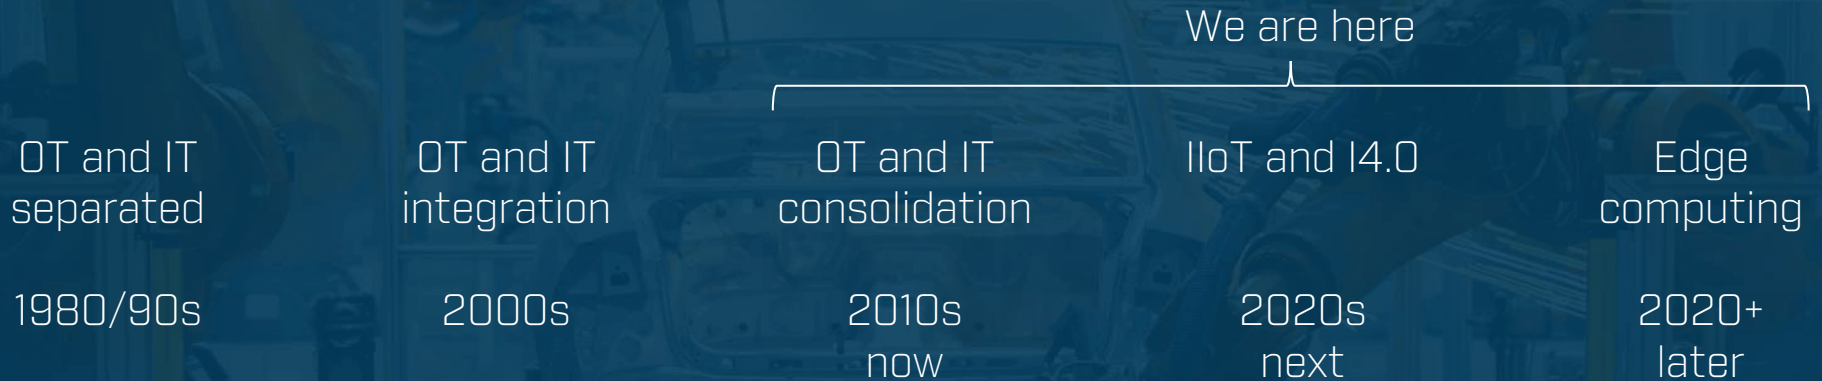 We are here
OT and IT
separated
OT and IT
integration
OT and IT
consolidation
IIoT and I4.0
Edge
computing
1980/90s
2000s
2010s
now
2020s
next
2020+
later